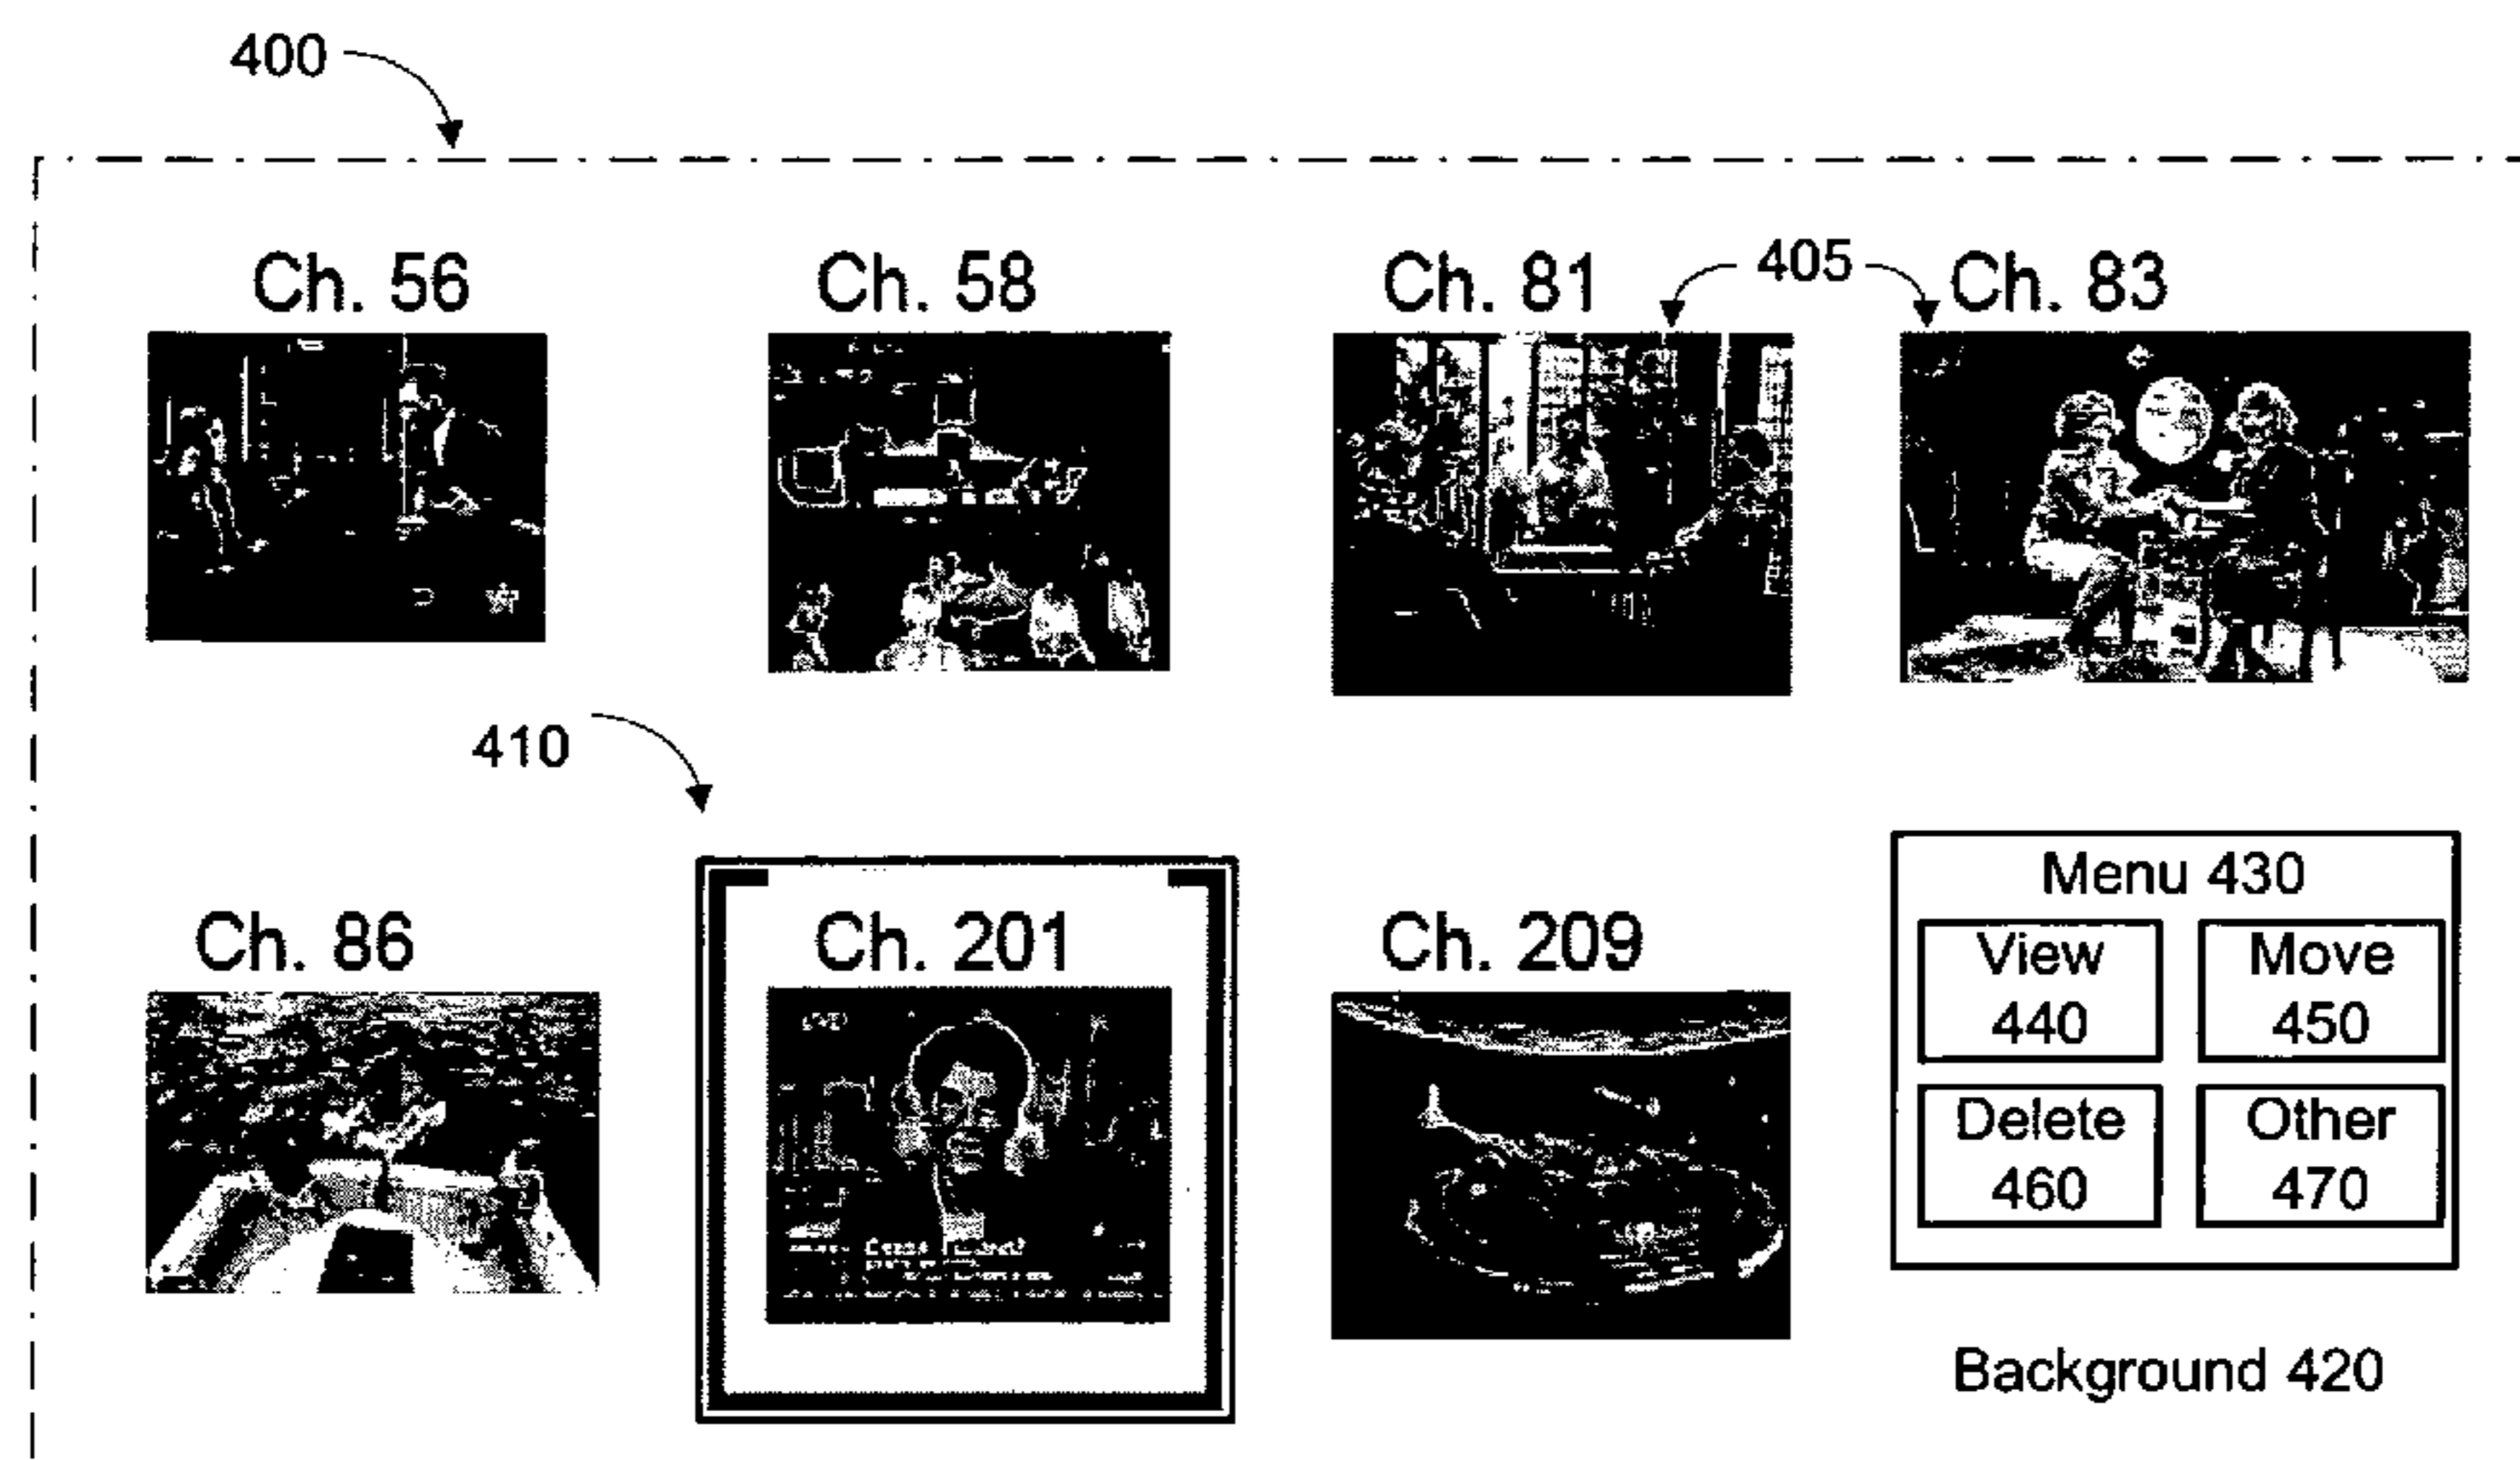 400
Ch. 56
Ch. 58
Ch. 81
405
Ch. 83
410
Ch. 86
Ch. 201
Ch. 209
Menu 430
View
440
Move
450
Delete
460
Other
470
Background 420